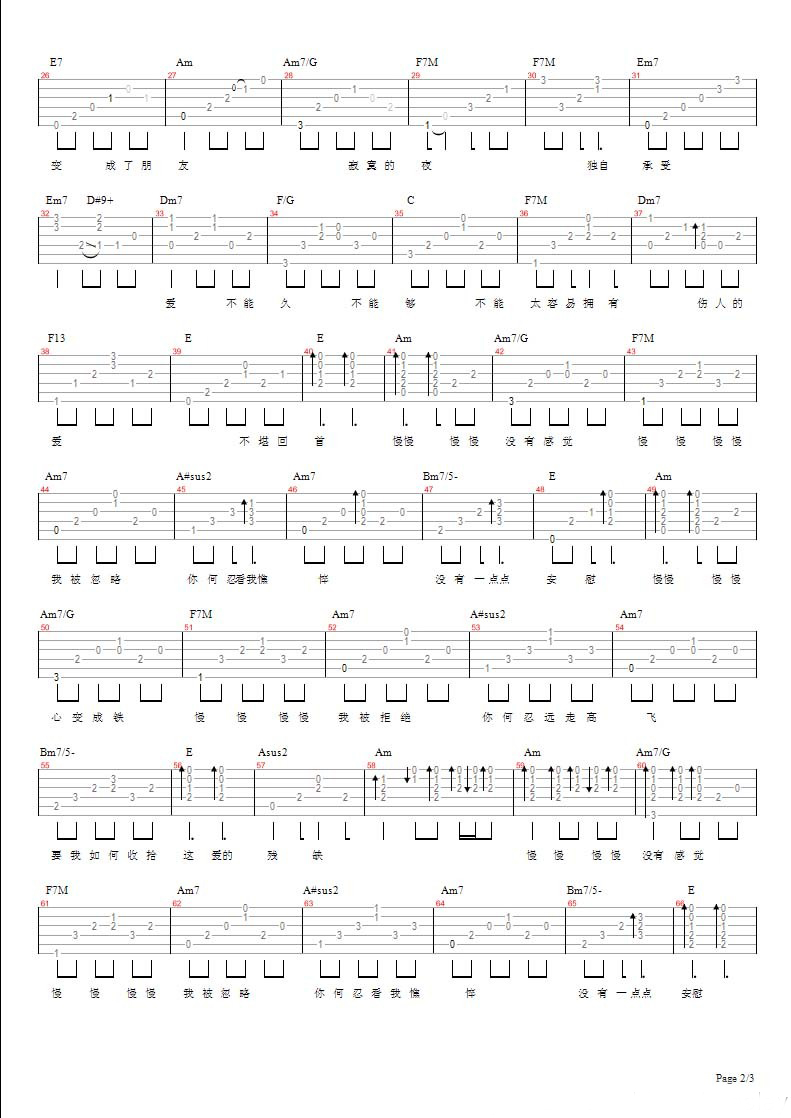 E7 Am Am7/G F7M F7M Em7
26 27 28 29 30 31
变 成 了 朋 友 寂 寞 的 夜 独自 承 受
Em7 D#9+ Dm7 F/G C F7M Dm7
32 33 34 35 36 37
爱 不 能 久 不 能 够 不 能 太 容 易 拥 有 伤 人 的
F13 E E Am Am7/G F7M
38 39 40 41 42 43
爱 不 堪 回 首 慢慢 慢 慢 没 有 感 觉 慢 慢 慢 慢
Am7 A#sus2 Am7 Bm7/5- E Am
44 45 46 47 48 49
我 被 忽 略 你 何 忍看我憔 悴 没 有 一点点 安 慰 慢慢 慢 慢
Am7/G F7M Am7 A#sus2 Am7
50 51 52 53 54
心 变 成 铁 慢 慢 慢 慢 我 被 拒 绝 你 何 忍 远 走 高 飞
Bm7/5- E Asus2 Am Am Am7/G
55 56 57 58 59 60
要 我 如 何 收 拾 这 爱的 残 缺 慢 慢 慢 慢 没有 感 觉
F7M Am7 A#sus2 Am7 Bm7/5- E
61 62 63 64 65 66
慢 慢 慢 慢 我 被 忽 略 你 何 忍 看 我 憔 悴 没 有 一 点点 安慰
Page 2/3